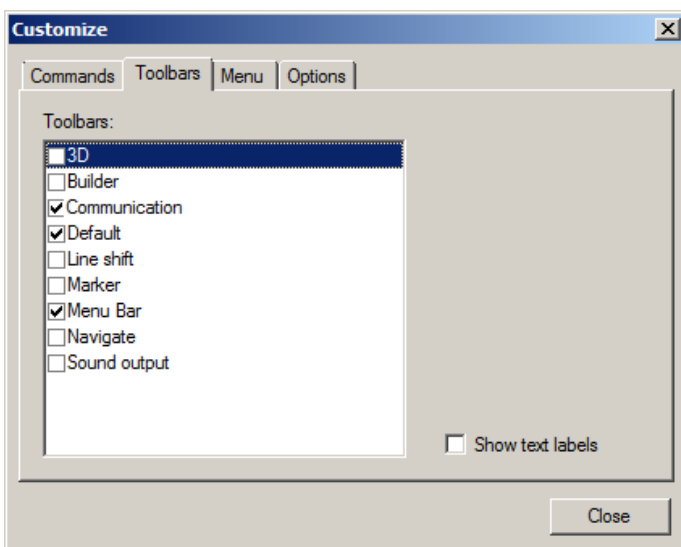 Customize
Commands Toolbars Menu Options
Toolbars:
3D
Builder
Communication
Default
Line shift
Marker
Menu Bar
Navigate
Sound output
Show text labels
Close